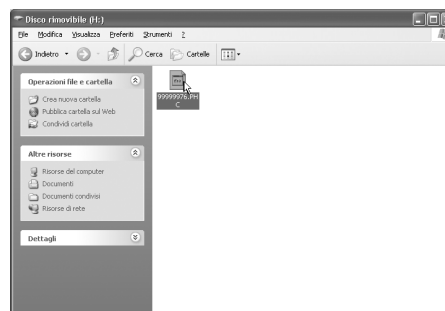 Disco rimovibile (H:)
File Modifica Visualizza Preferiti Strumenti ?
Indietro Cerca Cartelle
Operazioni file e cartella
Crea nuova cartella
Pubblica cartella sul Web
Condividi cartella
Altre risorse
Risorse del computer
Documenti
Documenti condivisi
Risorse di rete
Dettagli
99999976.PH
C